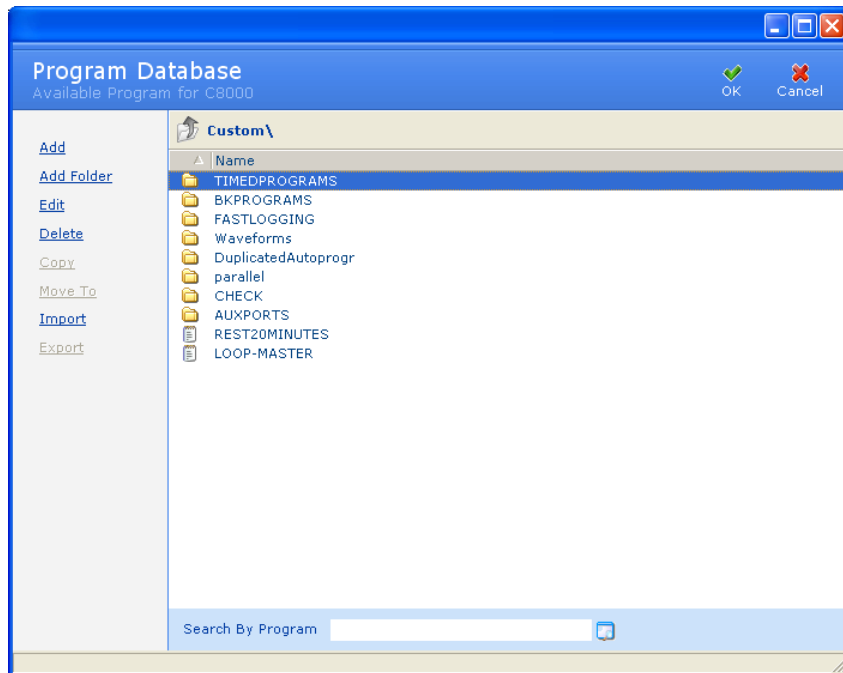 Program Database
Available Program for C8000
OK
Cancel
Add
Add Folder
Edit
Delete
Copy
Move To
Import
Export
Custom\
Name
TIMEDPROGRAMS
BKPROGRAMS
FASTLOGGING
Waveforms
DuplicatedAutoprogr
parallel
CHECK
AUXPORTS
REST20MINUTES
LOOP-MASTER
Search By Program